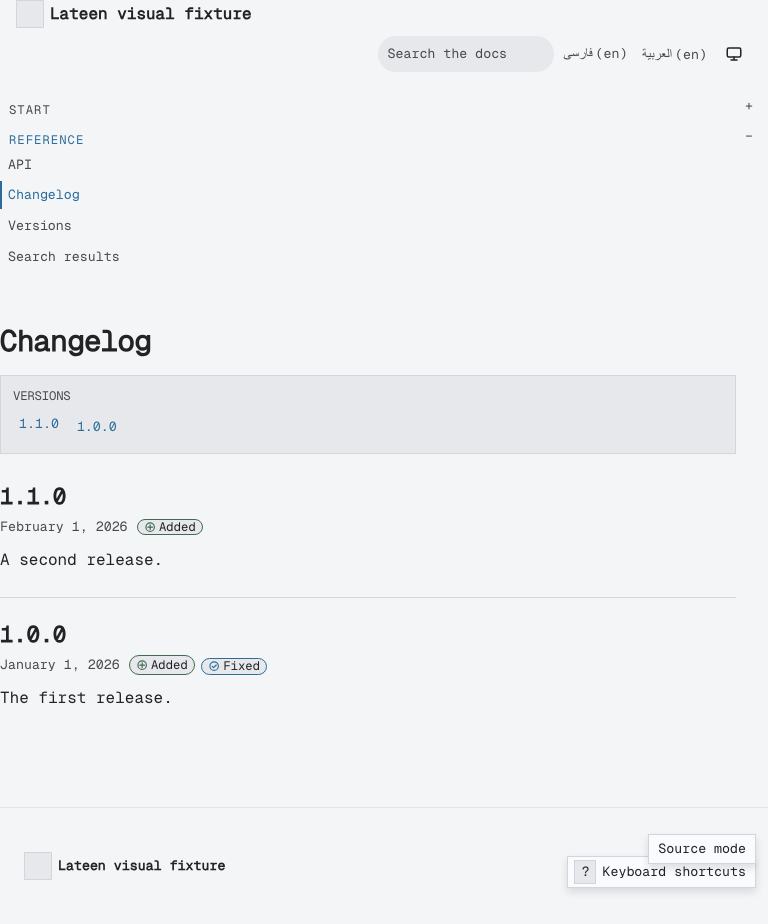 Lateen visual fixture
Search the docs فارسی (en) العربية (en)
START +
REFERENCE −
API
Changelog
Versions
Search results
Changelog
VERSIONS
1.1.0 1.0.0
1.1.0
February 1, 2026 Added
A second release.
1.0.0
January 1, 2026 Added Fixed
The first release.
Source mode
Lateen visual fixture
? Keyboard shortcuts